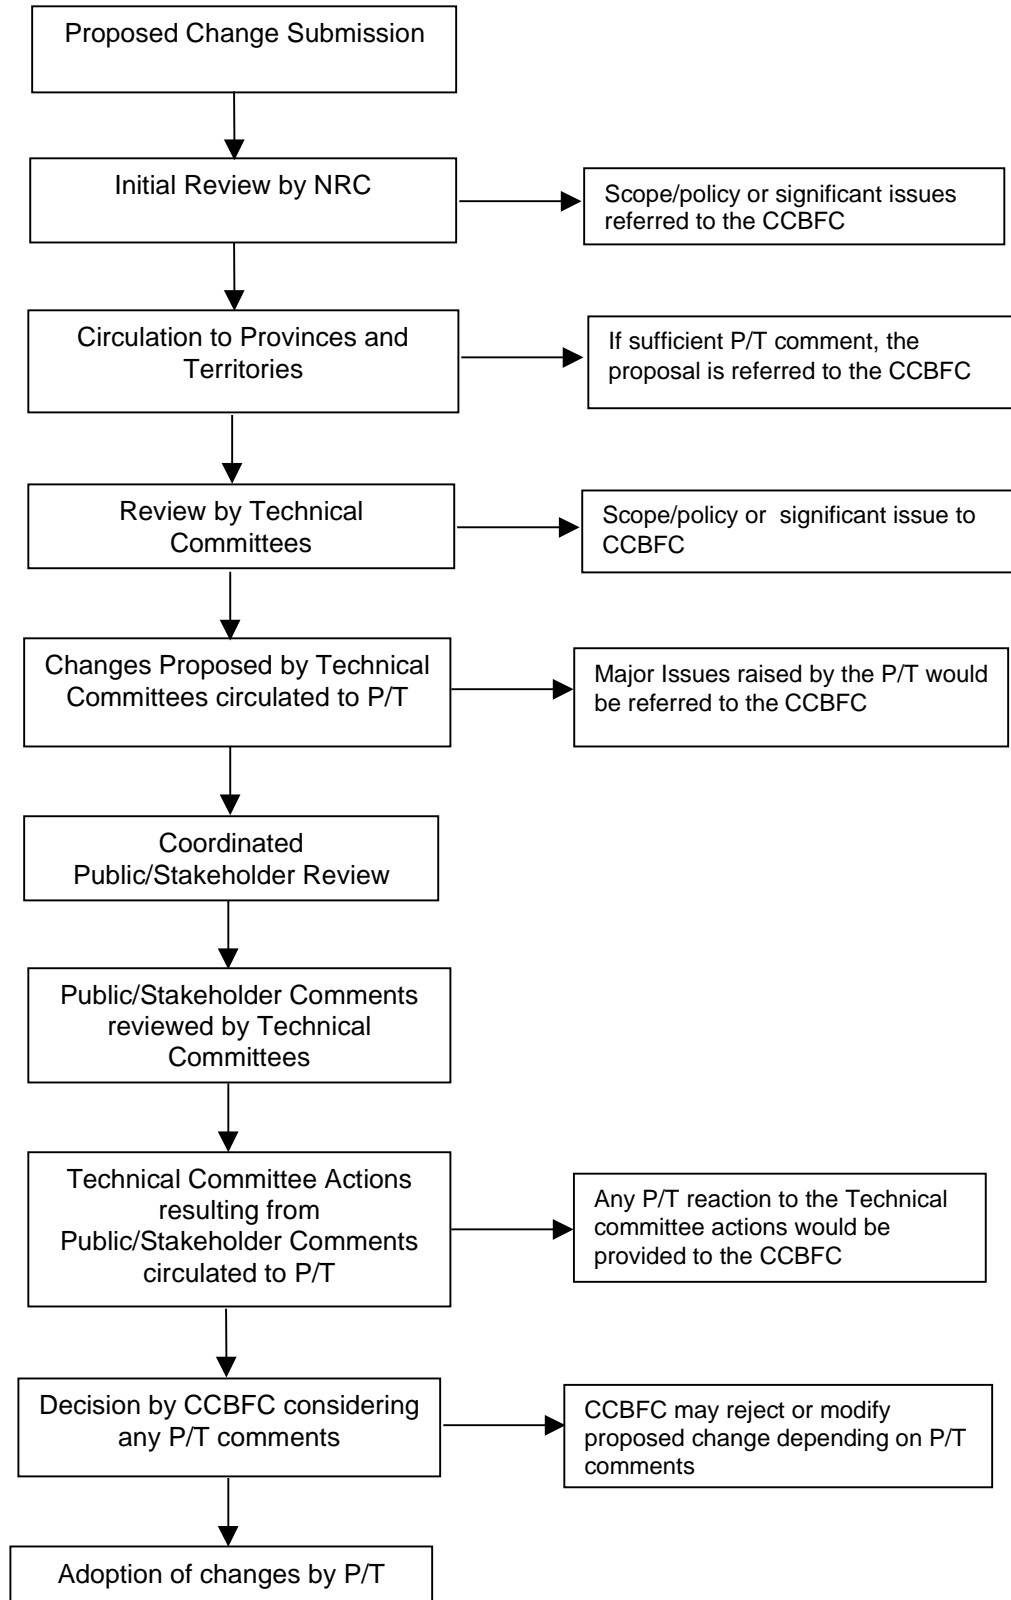 Proposed Change Submission
Initial Review by NRC
Scope/policy or significant issues
referred to the CCBFC
Circulation to Provinces and
Territories
If sufficient P/T comment, the
proposal is referred to the CCBFC
Review by Technical
Committees
Scope/policy or significant issue to
CCBFC
Changes Proposed by Technical
Committees circulated to P/T
Major Issues raised by the P/T would
be referred to the CCBFC
Coordinated
Public/Stakeholder Review
Public/Stakeholder Comments
reviewed by Technical
Committees
Technical Committee Actions
resulting from
Public/Stakeholder Comments
circulated to P/T
Any P/T reaction to the Technical
committee actions would be
provided to the CCBFC
Decision by CCBFC considering
any P/T comments
CCBFC may reject or modify
proposed change depending on P/T
comments
Adoption of changes by P/T